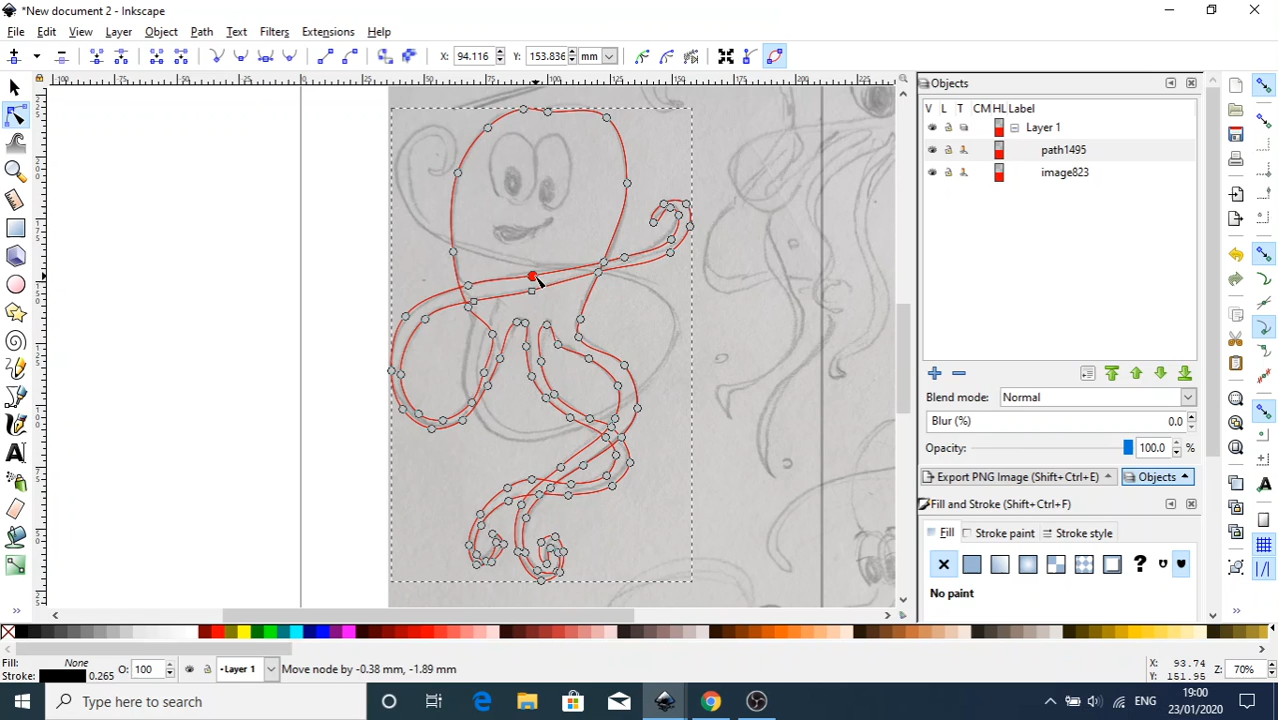 *New document 2 - Inkscape
File Edit View Layer Object Path Text Filters Extensions Help
X: 94.116 Y: 153.836 mm
Objects
V L T CM HL Label
Layer 1
path1495
image823
Blend mode: Normal
Blur (%) 0.0
Opacity: 100.0 %
Export PNG Image (Shift+Ctrl+E) Objects
Fill and Stroke (Shift+Ctrl+F)
Fill Stroke paint Stroke style
No paint
Fill: None
Stroke: 0.265
O: 100
•Layer 1
Move node by -0.38 mm, -1.89 mm
X: 93.74
Y: 151.95
Z: 70%
Type here to search
ENG
19:00
23/01/2020